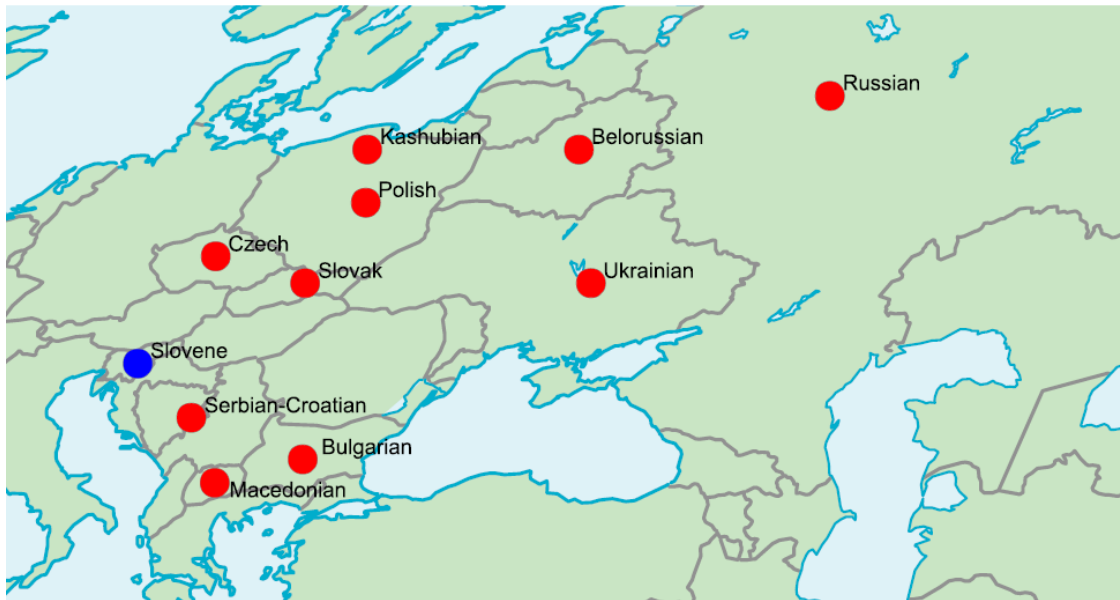 Russian
Kashubian
Belorussian
Polish
Czech
Slovak
Ukrainian
Slovene
Serbian-Croatian
Bulgarian
Macedonian